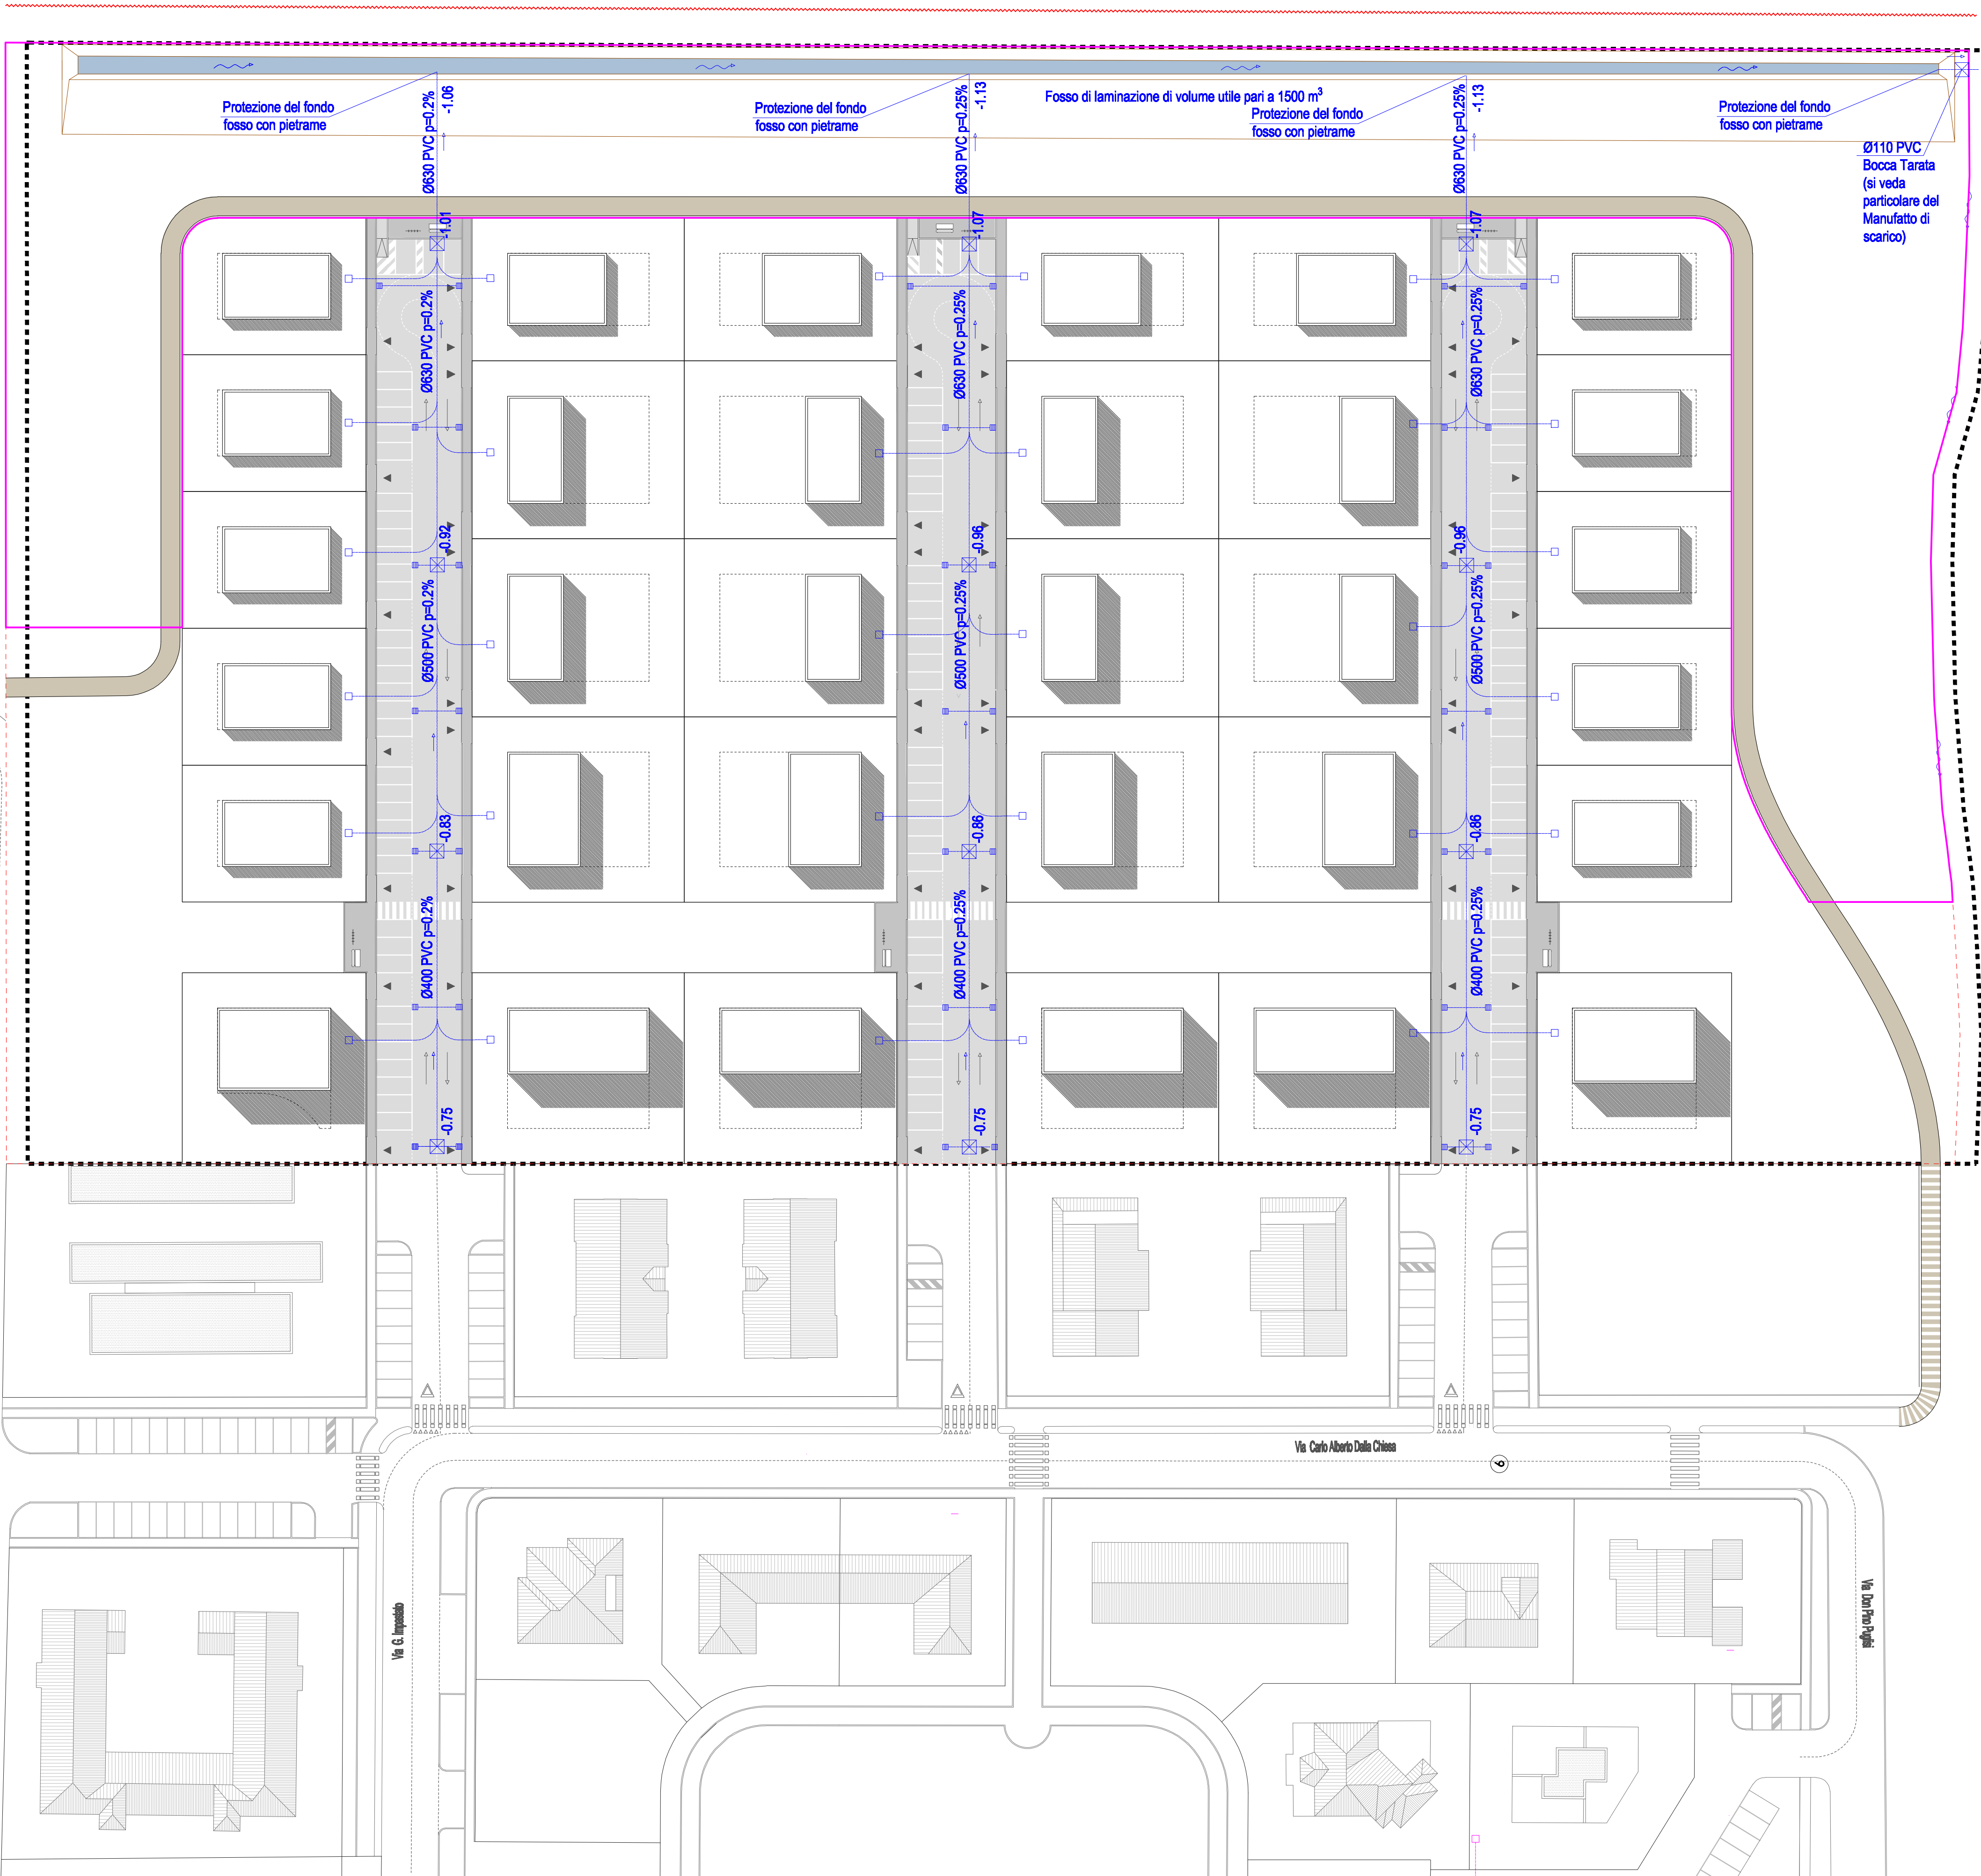 Protezione del fondo
fosso con pietrame
Ø630 PVC p=0.2%
-1.06
Protezione del fondo
fosso con pietrame
Ø630 PVC p=0.25%
-1.13
Fosso di laminazione di volume utile pari a 1500 m³
Protezione del fondo
fosso con pietrame
Ø630 PVC p=0.25%
-1.13
Protezione del fondo
fosso con pietrame
Ø110 PVC
Bocca Tarata
(si veda
particolare del
Manufatto di
scarico)
-1.01
-1.07
-1.07
Ø630 PVC p=0.2%
Ø630 PVC p=0.25%
Ø630 PVC p=0.25%
-0.92
-0.96
-0.96
Ø500 PVC p=0.2%
Ø500 PVC p=0.25%
Ø500 PVC p=0.25%
-0.83
-0.86
-0.86
Ø400 PVC p=0.2%
Ø400 PVC p=0.25%
Ø400 PVC p=0.25%
-0.75
-0.75
-0.75
Via Carlo Alberto Dalla Chiesa
Via G. Impastato
Via Don Pino Puglisi